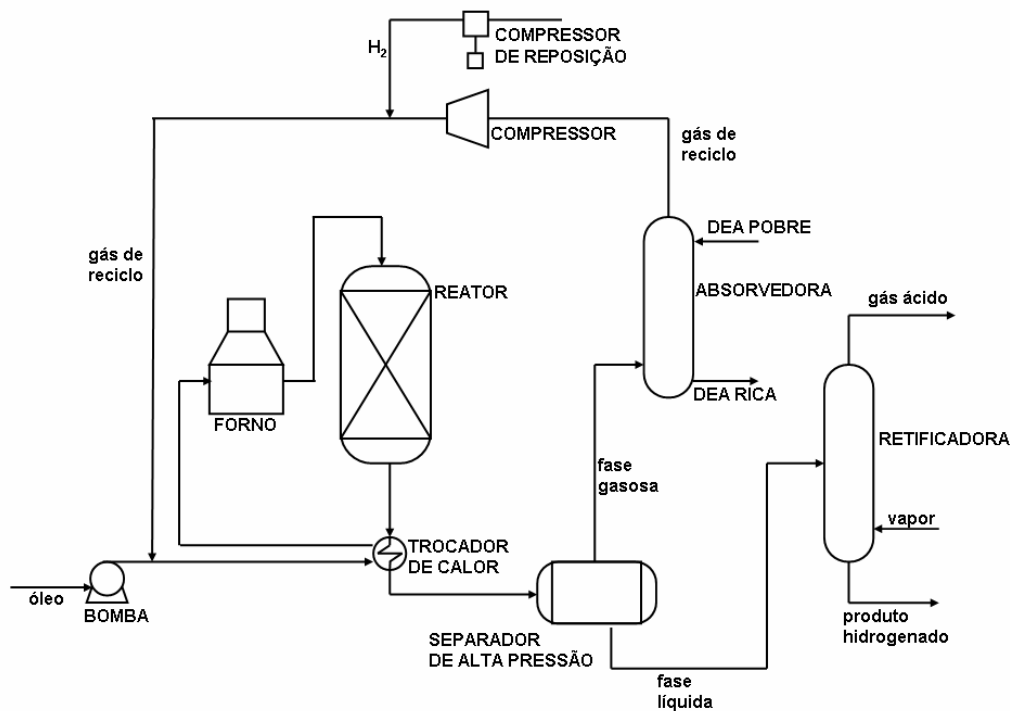 COMPRESSOR
DE REPOSIÇÃO
H2
COMPRESSOR
gás de
reciclo
DEA POBRE
gás de
reciclo
REATOR
ABSORVEDORA
gás ácido
DEA RICA
FORNO
RETIFICADORA
fase
gasosa
vapor
TROCADOR
DE CALOR
óleo
BOMBA
produto
hidrogenado
SEPARADOR
DE ALTA PRESSÃO
fase
líquida